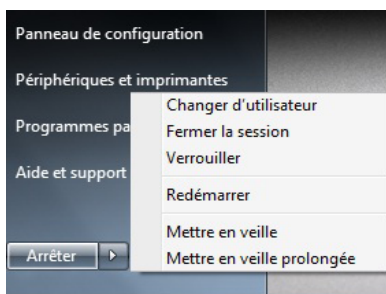 Panneau de configuration
Périphériques et imprimantes
Changer d'utilisateur
Programmes pa
Fermer la session
Verrouiller
Aide et support
Redémarrer
Mettre en veille
Arrêter
Mettre en veille prolongée